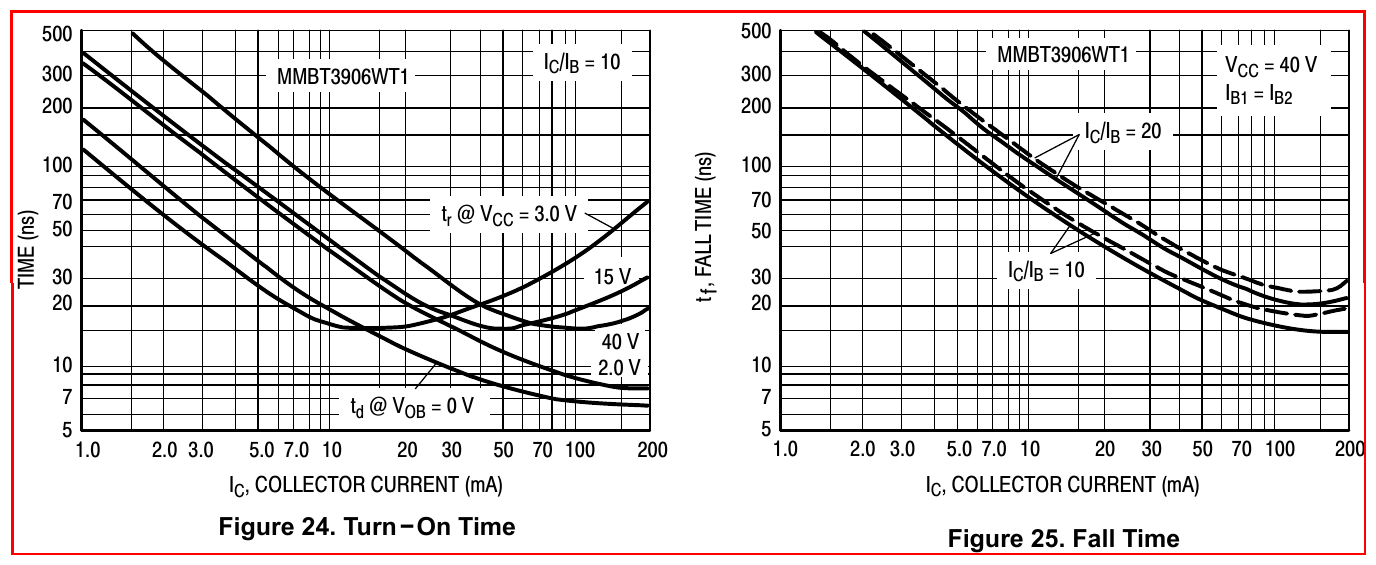 500
300
200
100
70
50
30
20
10
7
5
TIME (ns)
MMBT3906WT1
IC/IB = 10
tr @ VCC = 3.0 V
15 V
40 V
2.0 V
td @ VOB = 0 V
1.0 2.0 3.0 5.0 7.0 10 20 30 50 70 100 200
IC, COLLECTOR CURRENT (mA)
Figure 24. Turn−On Time
500
300
200
100
70
50
30
20
10
7
5
tf, FALL TIME (ns)
MMBT3906WT1
VCC = 40 V
IB1 = IB2
IC/IB = 20
IC/IB = 10
1.0 2.0 3.0 5.0 7.0 10 20 30 50 70 100 200
IC, COLLECTOR CURRENT (mA)
Figure 25. Fall Time